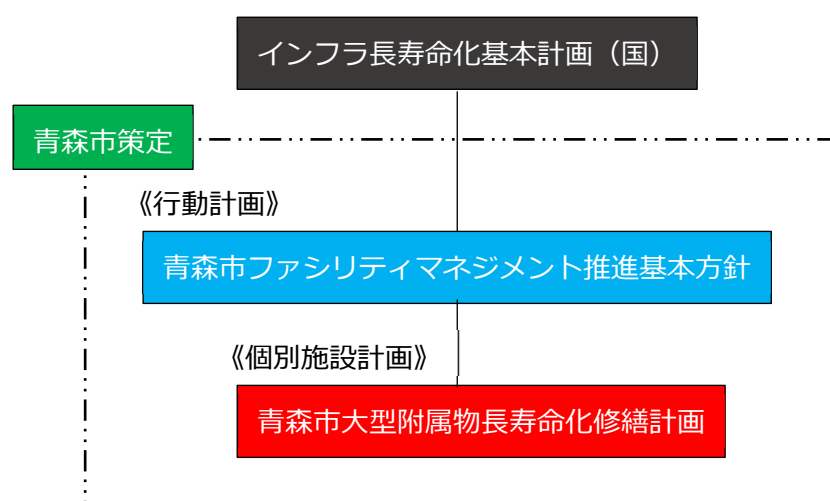 インフラ長寿命化基本計画（国）
青森市策定
《行動計画》
青森市ファシリティマネジメント推進基本方針
《個別施設計画》
青森市大型附属物長寿命化修繕計画